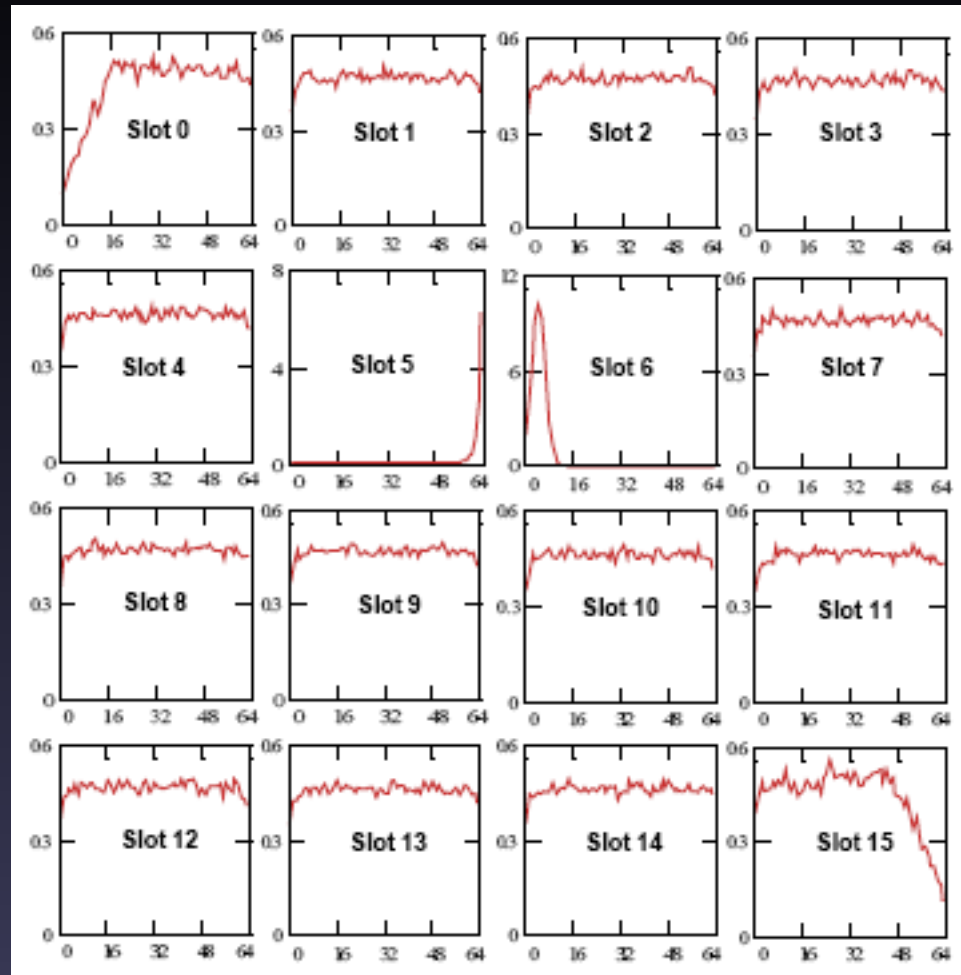 0.6 0.6 0.6 0.6
0.3 Slot 0 0.3 Slot 1 0.3 Slot 2 0.3 Slot 3
0 0 0 0
0 16 32 48 64 0 16 32 48 64 0 16 32 48 64 0 16 32 48 64
0.6 8 12 0.6
0.3 Slot 4 4 Slot 5 6 Slot 6 0.3 Slot 7
0 0 0 0
0 16 32 48 64 0 16 32 48 64 0 16 32 48 64 0 16 32 48 64
0.6 0.6 0.6 0.6
0.3 Slot 8 0.3 Slot 9 0.3 Slot 10 0.3 Slot 11
0 0 0 0
0 16 32 48 64 0 16 32 48 64 0 16 32 48 64 0 16 32 48 64
0.6 0.6 0.6 0.6
0.3 Slot 12 0.3 Slot 13 0.3 Slot 14 0.3 Slot 15
0 0 0 0
0 16 32 48 64 0 16 32 48 64 0 16 32 48 64 0 16 32 48 64